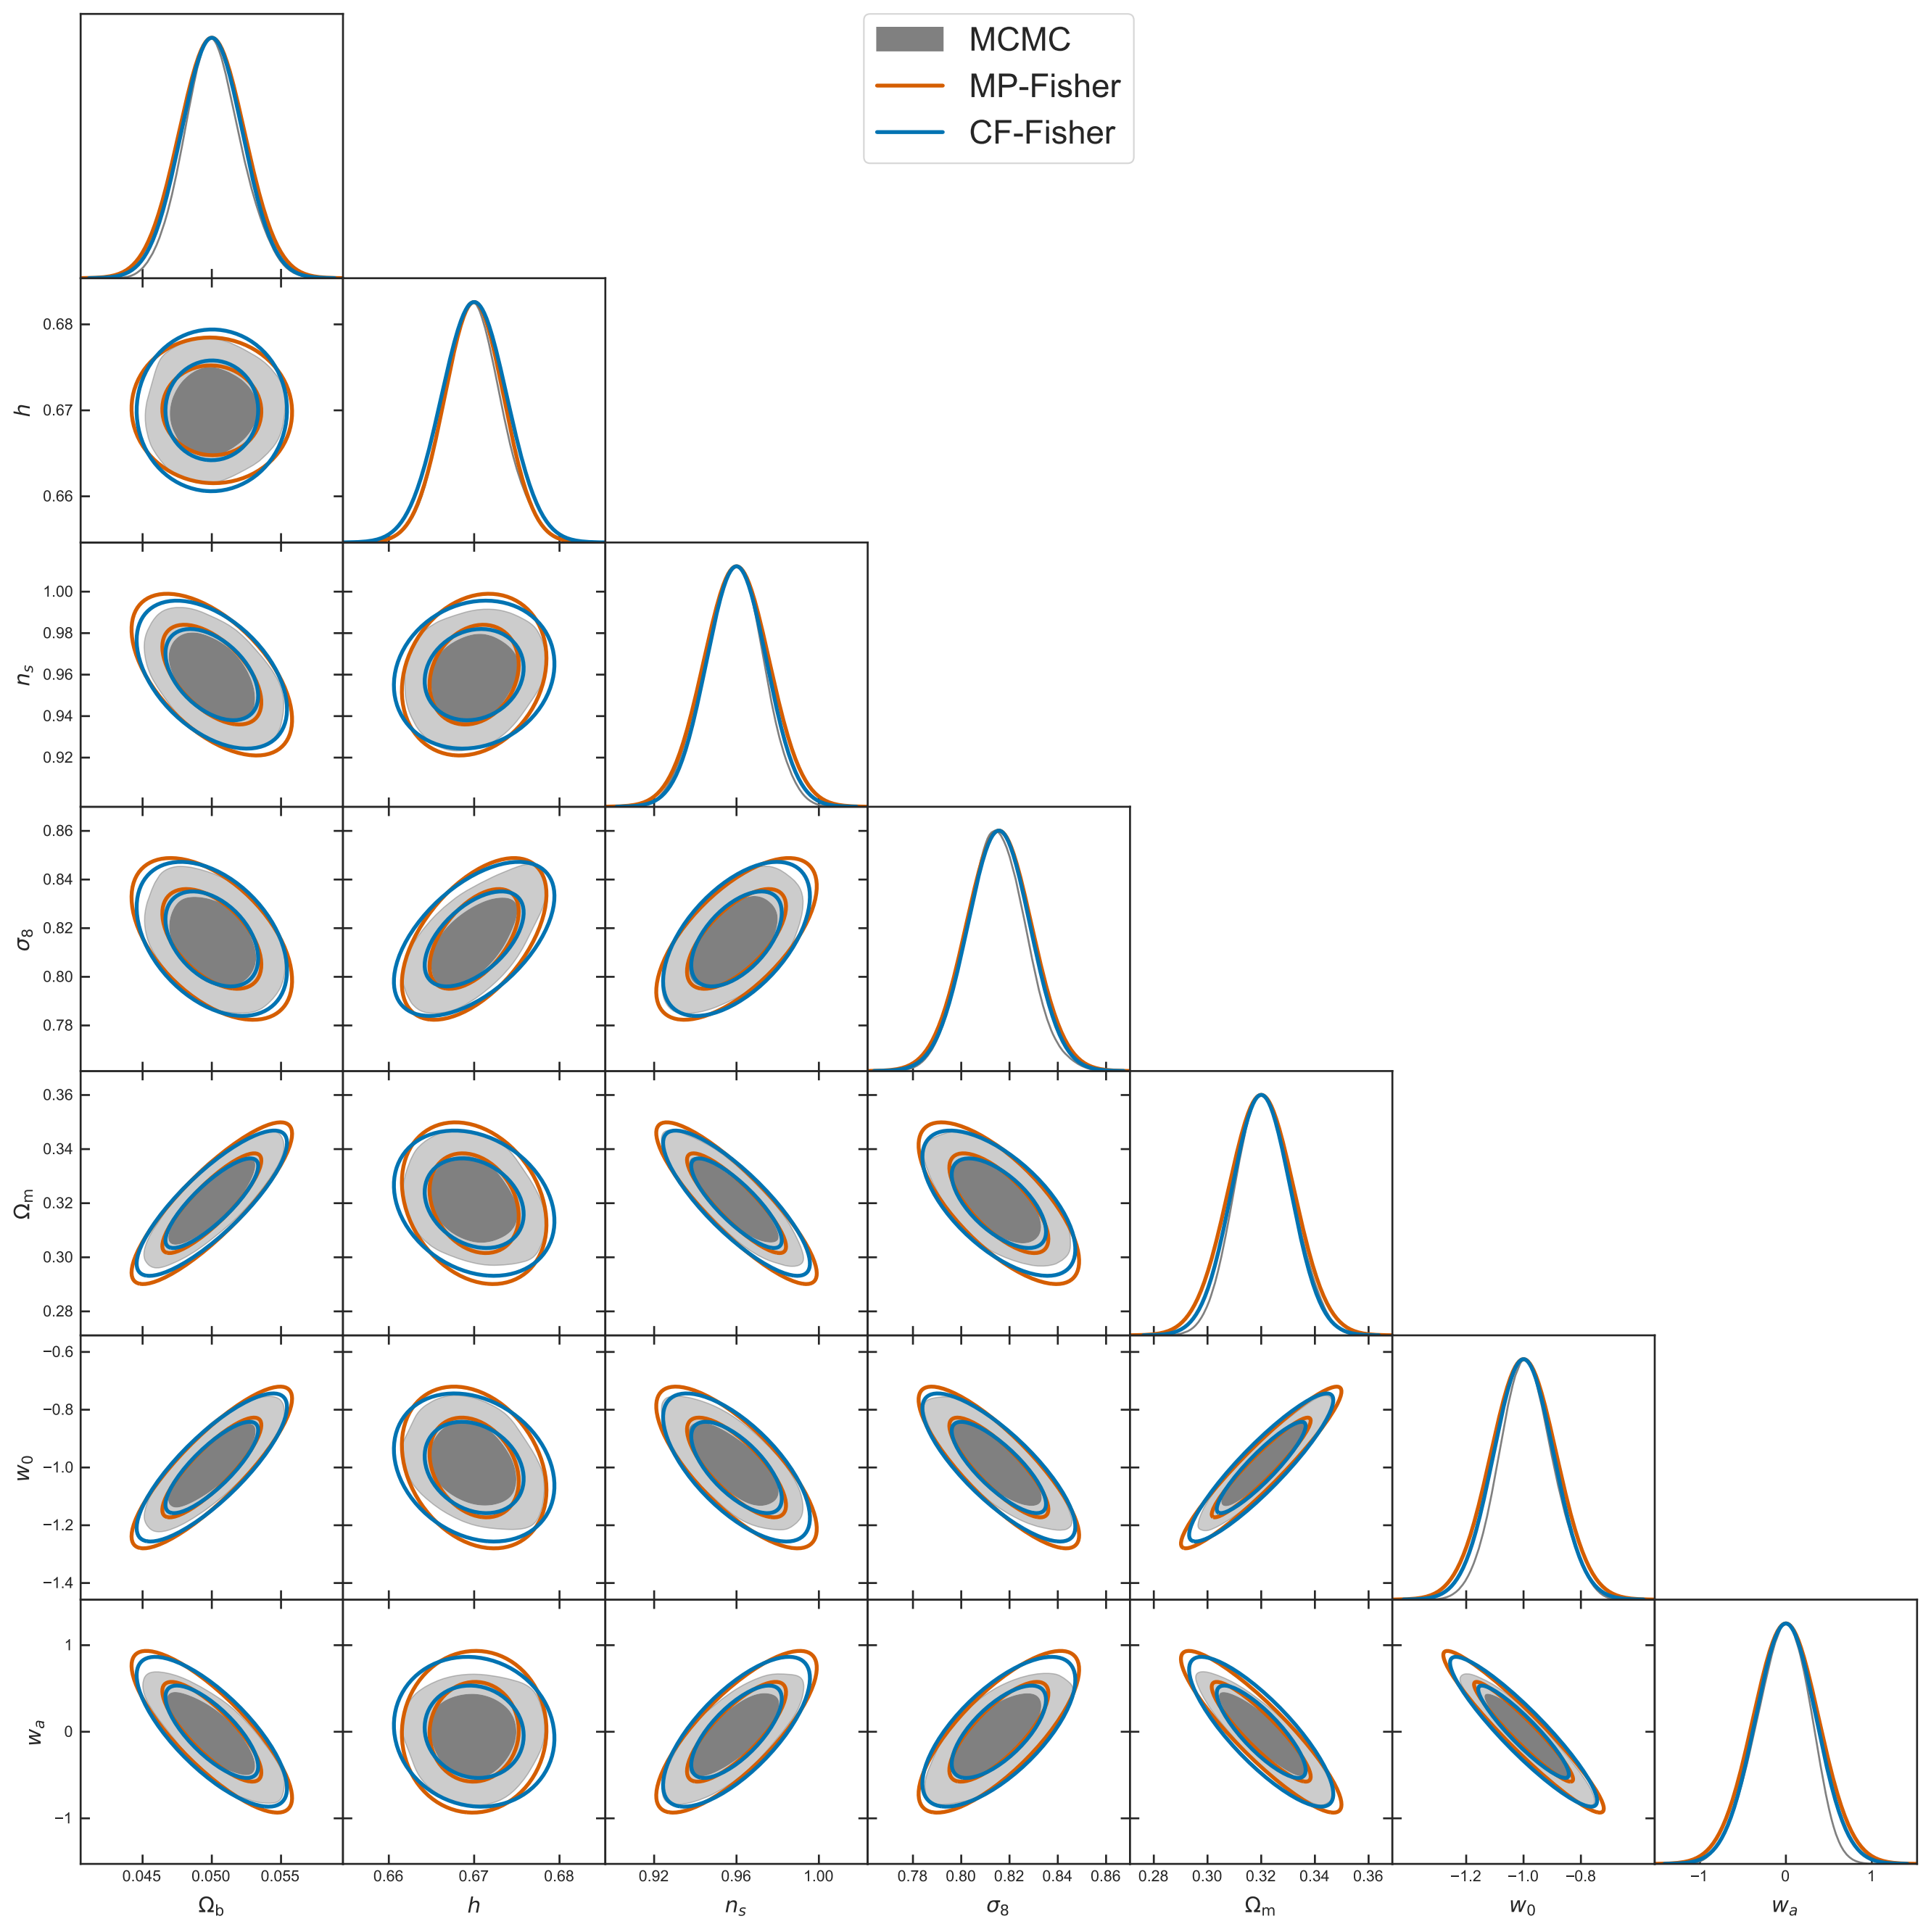 MCMC
MP-Fisher
CF-Fisher
0.68
h
0.67
0.66
1.00
0.98
n_s
0.96
0.94
0.92
0.86
0.84
σ_8
0.82
0.80
0.78
0.36
0.34
Ω_m
0.32
0.30
0.28
−0.6
−0.8
w_0
−1.0
−1.2
−1.4
1
w_a
0
−1
0.045 0.050 0.055 0.66 0.67 0.68 0.92 0.96 1.00 0.78 0.80 0.82 0.84 0.86 0.28 0.30 0.32 0.34 0.36 −1.2 −1.0 −0.8 −1 0 1
Ω_b h n_s σ_8 Ω_m w_0 w_a